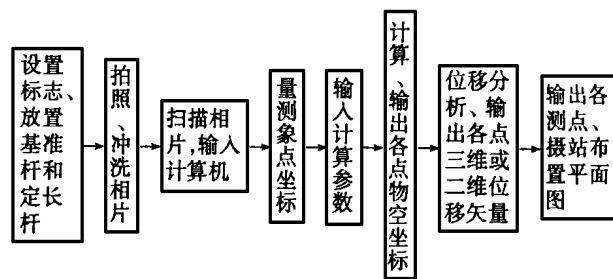 设置
标志、
放置
基准
杆和
定长
杆
拍照、冲洗相片
扫描相
片,输入
计算机
量测象点坐标
输入计算参数
计算、输出各点物空坐标
位移分
析、输
出各点
三维或
二维位
移矢量
输出各
测点、
摄站布
置平面
图